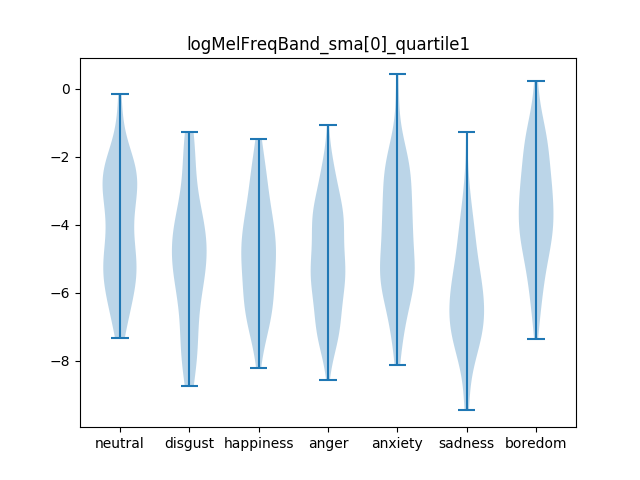 logMelFreqBand_sma[0]_quartile1
0
−2
−4
−6
−8
neutral disgust happiness anger anxiety sadness boredom